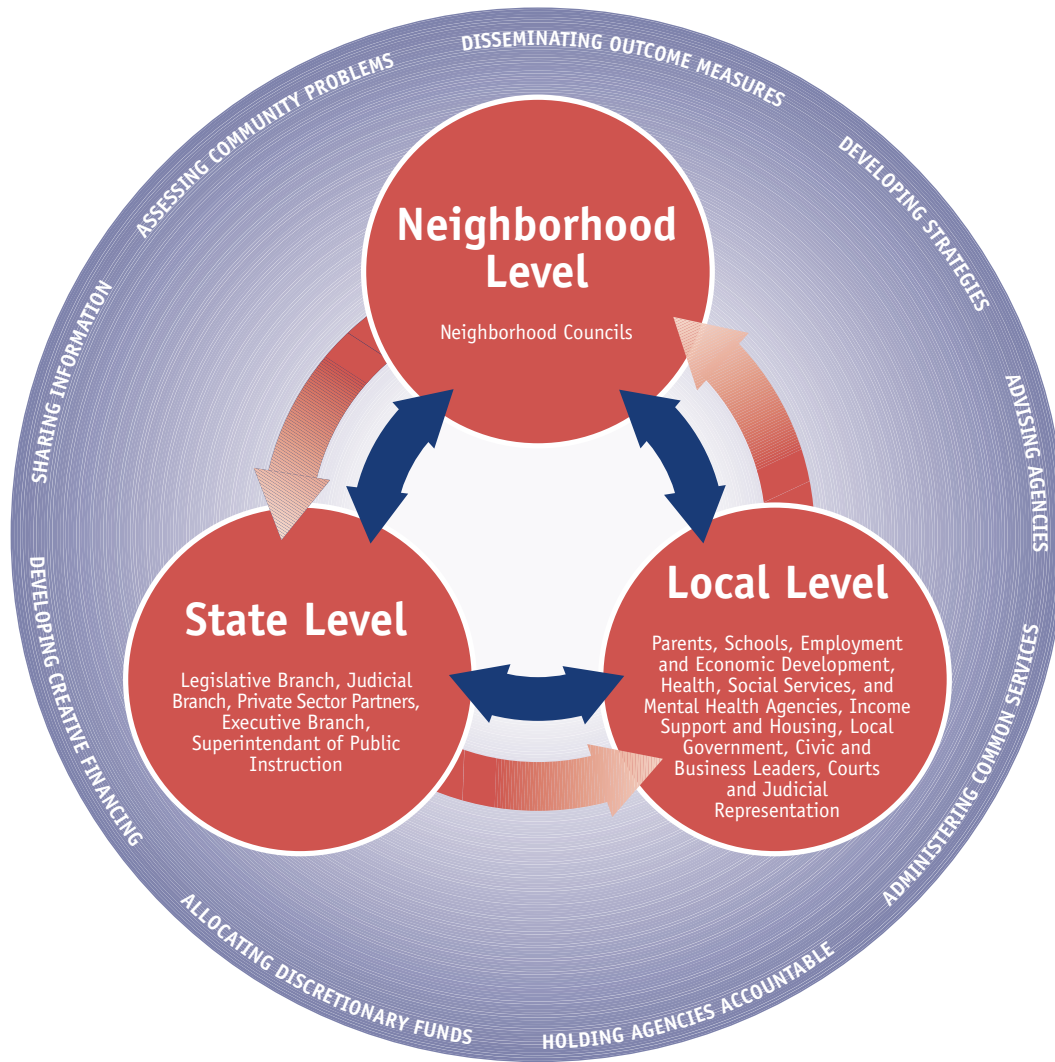 DISSEMINATING OUTCOME MEASURES
DEVELOPING STRATEGIES
ADVISING AGENCIES
ADMINISTERING COMMON SERVICES
HOLDING AGENCIES ACCOUNTABLE
ALLOCATING DISCRETIONARY FUNDS
DEVELOPING CREATIVE FINANCING
SHARING INFORMATION
ASSESSING COMMUNITY PROBLEMS
Neighborhood
Level
Neighborhood Councils
State Level
Legislative Branch, Judicial
Branch, Private Sector Partners,
Executive Branch,
Superintendant of Public
Instruction
Local Level
Parents, Schools, Employment
and Economic Development,
Health, Social Services, and
Mental Health Agencies, Income
Support and Housing, Local
Government, Civic and
Business Leaders, Courts
and Judicial
Representation